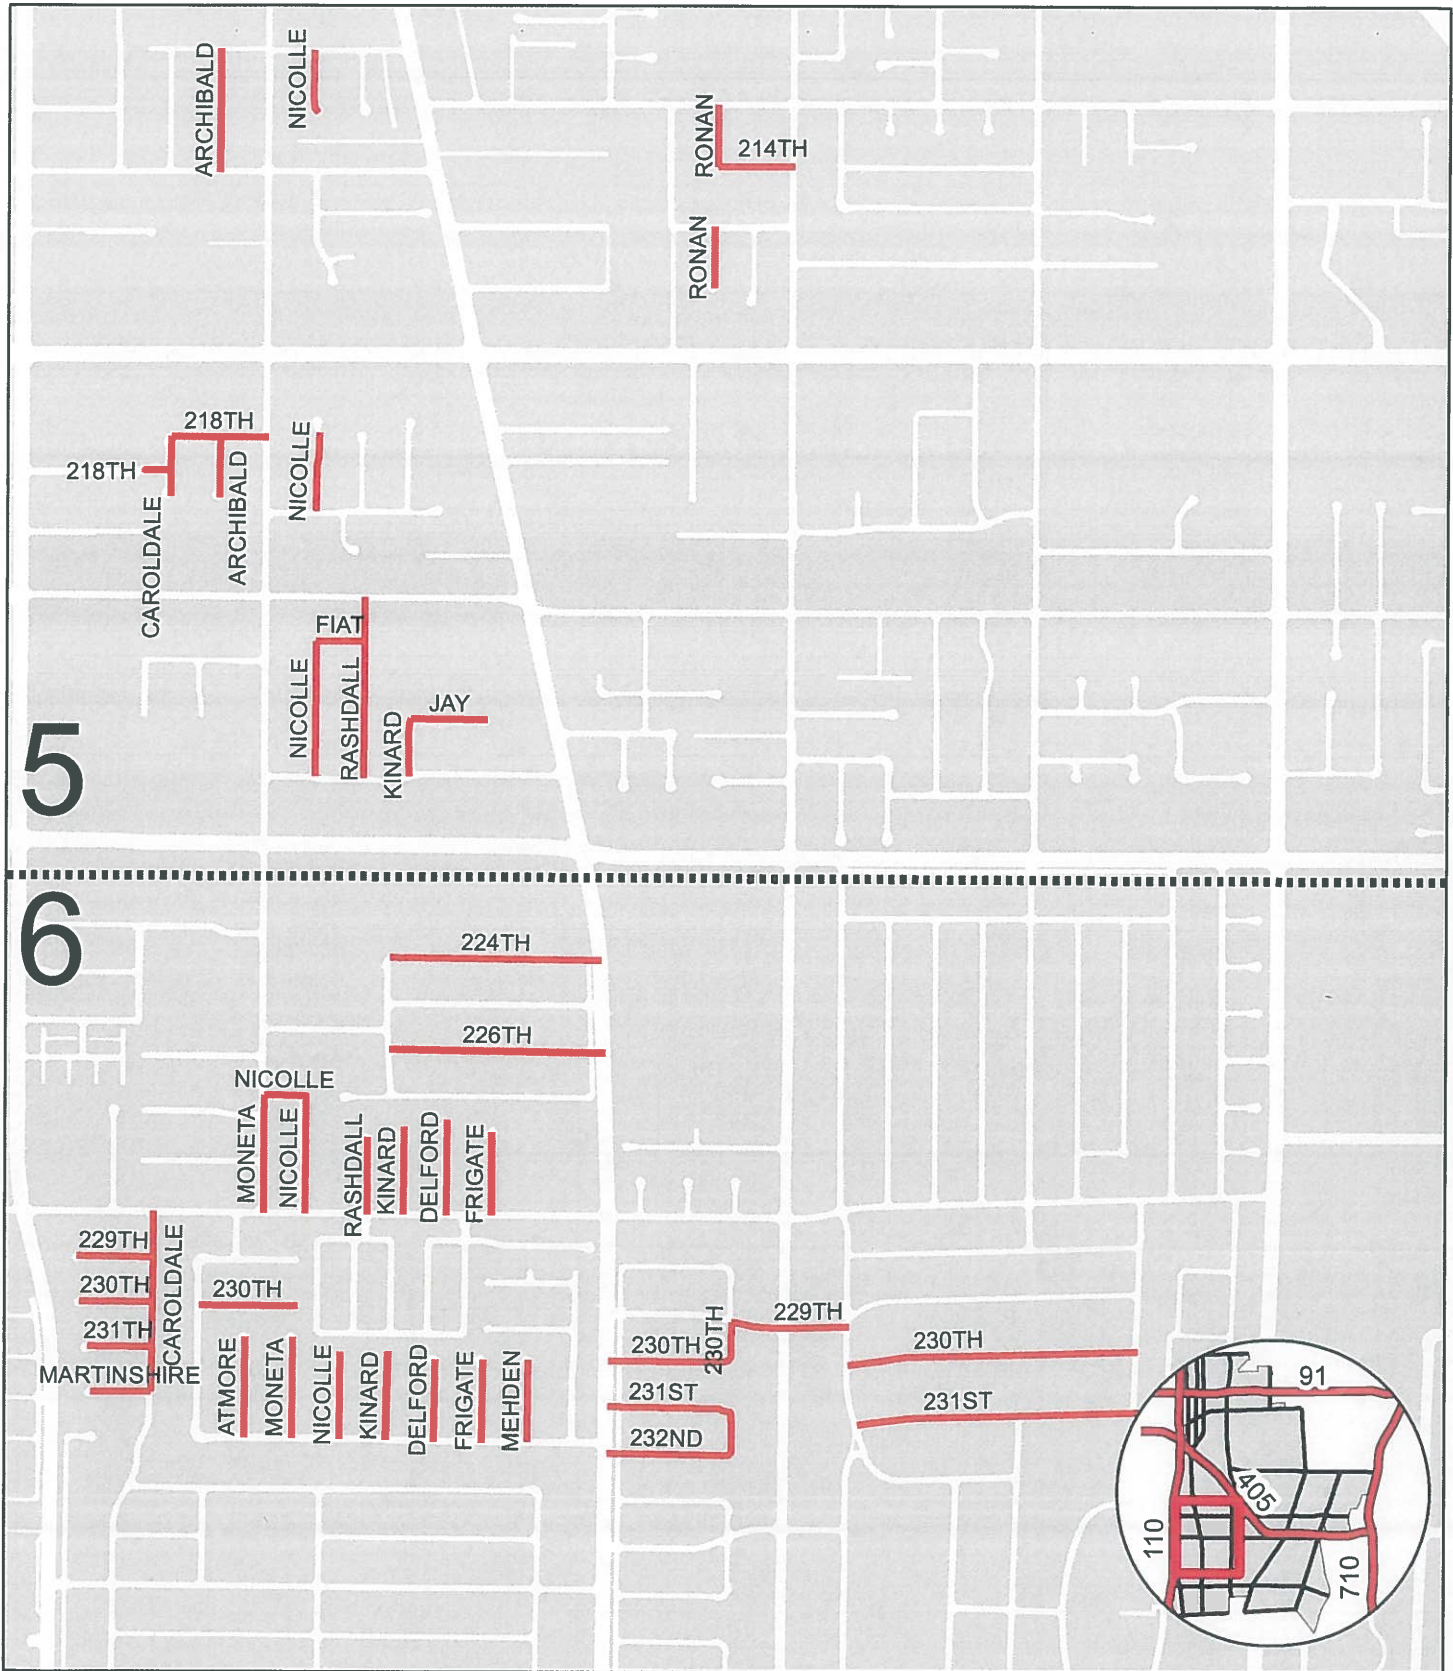 ARCHIBALD
NICOLLE
RONAN
214TH
RONAN
218TH
218TH
CAROLDALE
ARCHIBALD
NICOLLE
FIAT
NICOLLE
RASHDALL
KINARD
JAY
5
6
224TH
226TH
NICOLLE
MONETA
NICOLLE
RASHDALL
KINARD
DELFORD
FRIGATE
229TH
230TH
231TH
MARTINSHIRE
CAROLDALE
230TH
ATMORE
MONETA
NICOLLE
KINARD
DELFORD
FRIGATE
MEHDEN
230TH
230TH
229TH
231ST
232ND
230TH
231ST
91
405
110
710